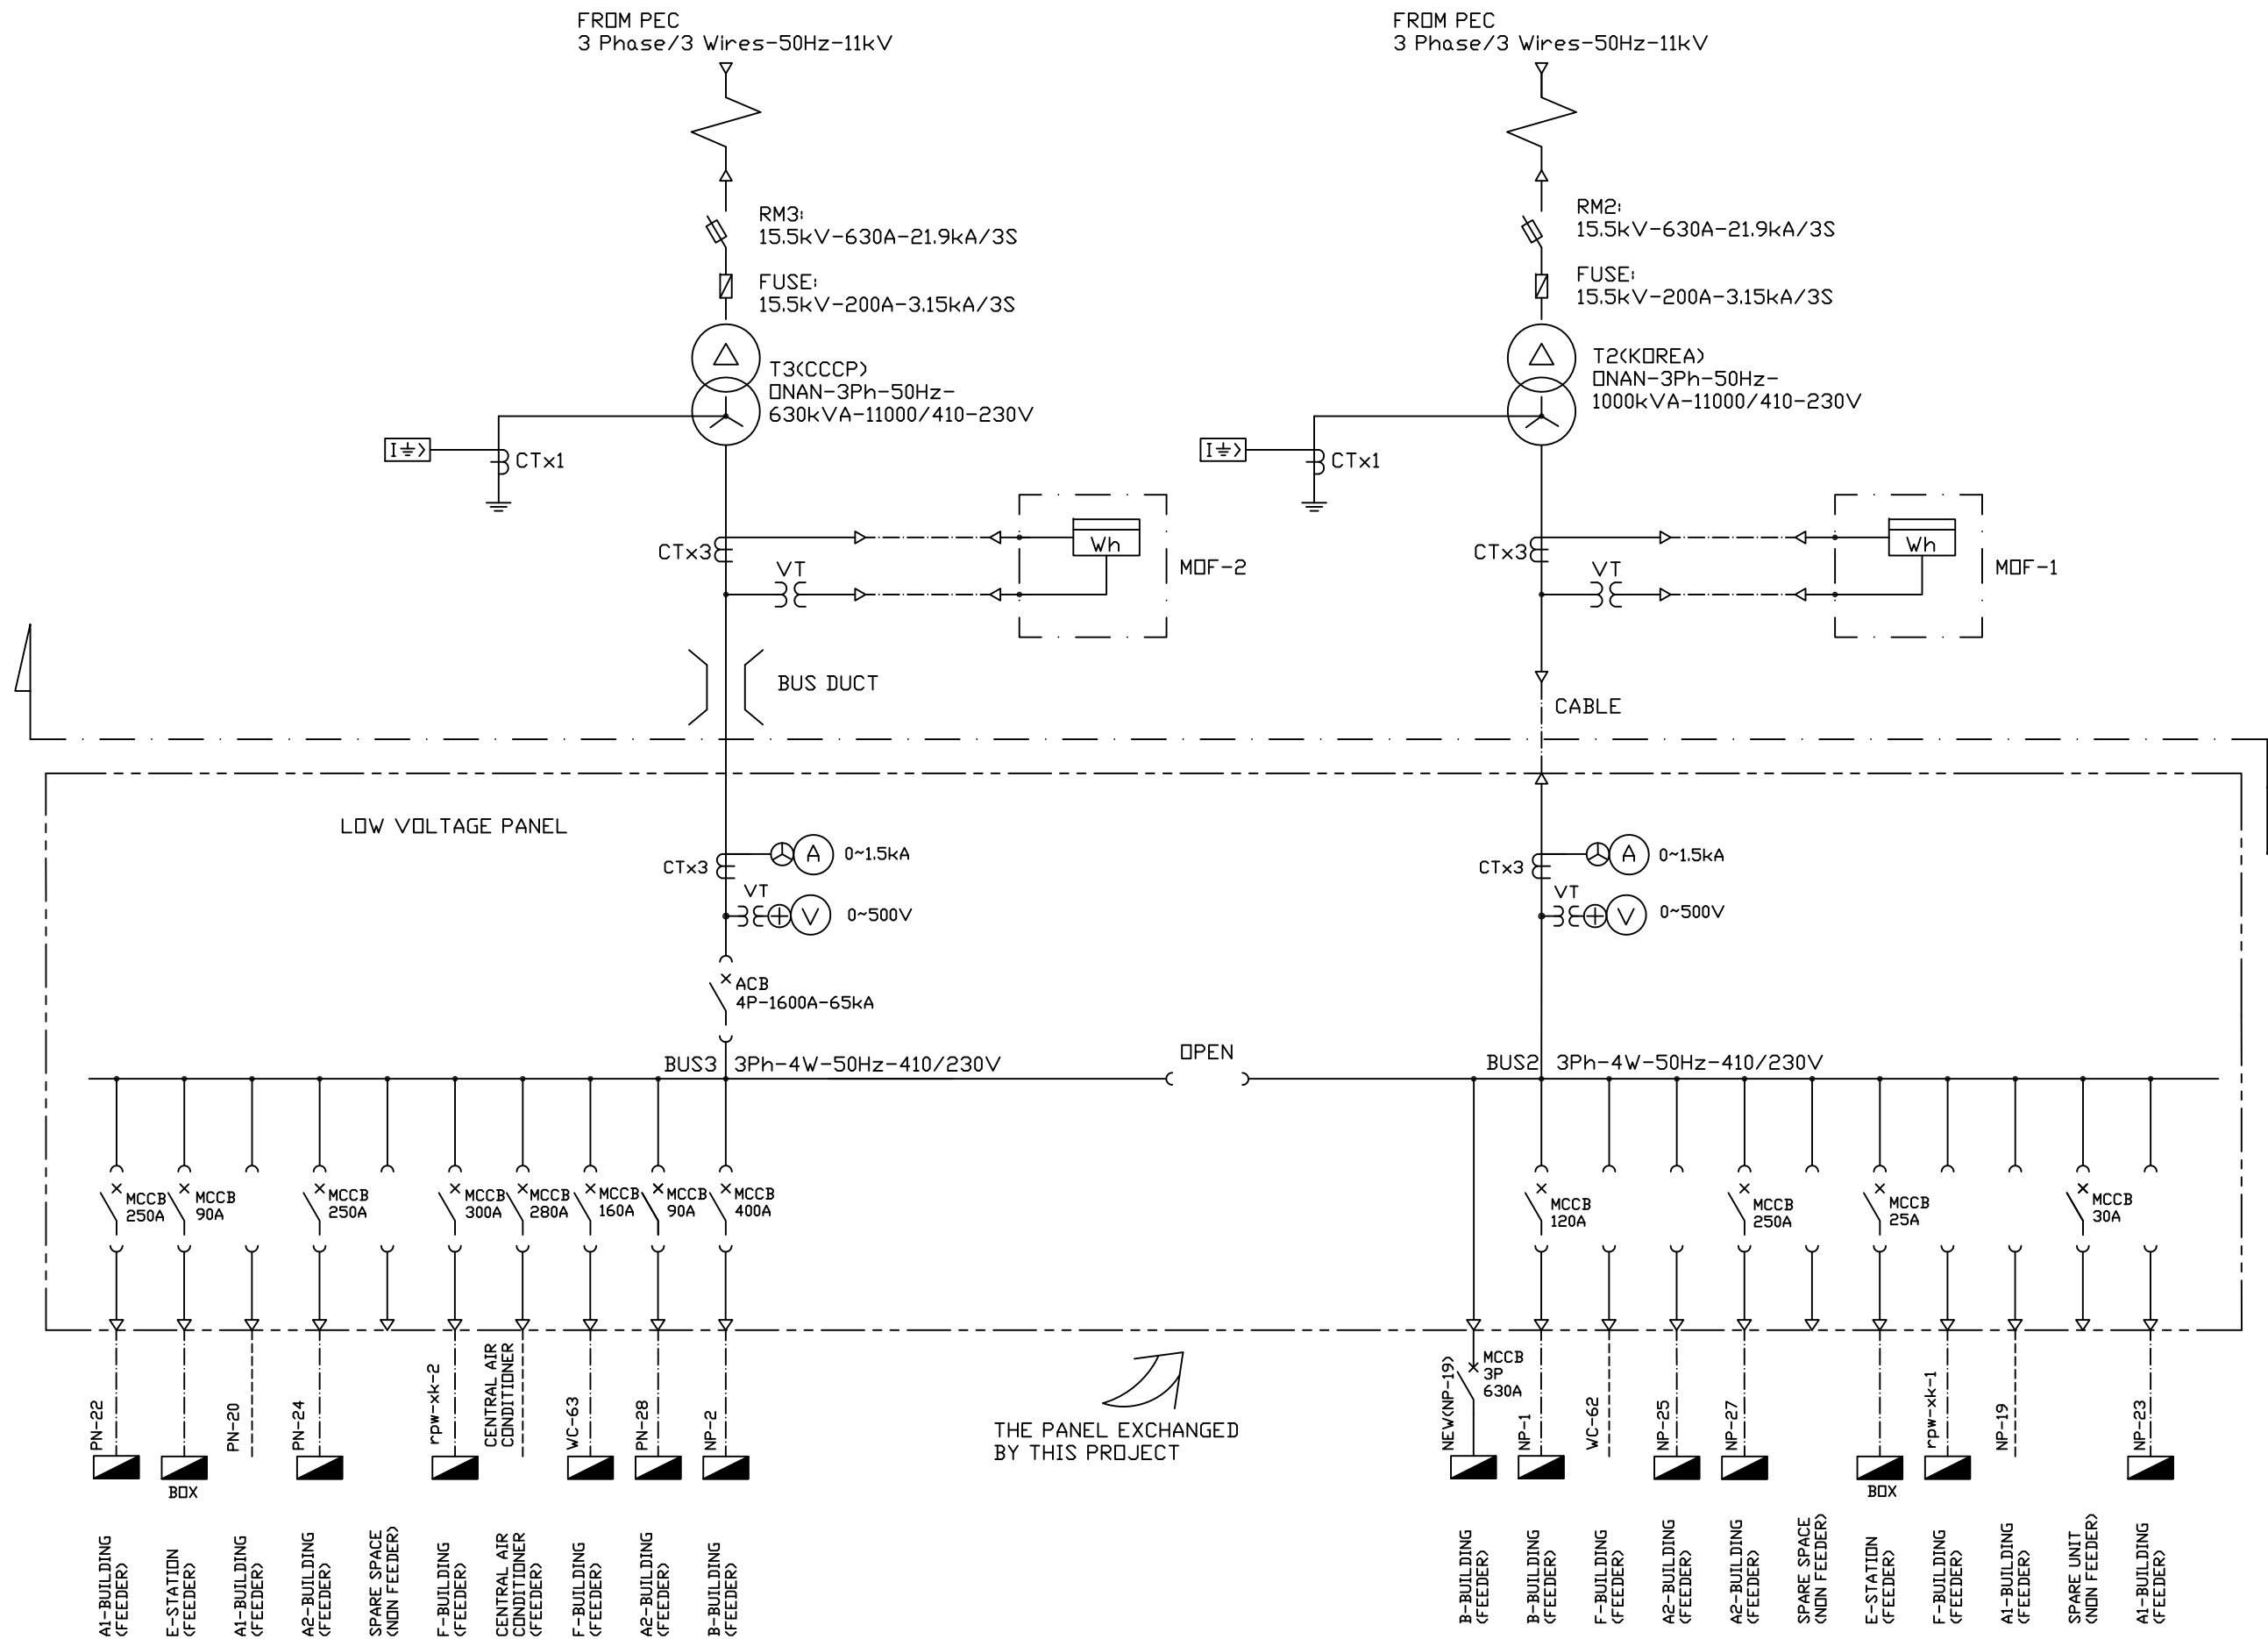 FROM PEC
3 Phase/3 Wires-50Hz-11kV
FROM PEC
3 Phase/3 Wires-50Hz-11kV
RM3:
15.5kV-630A-21.9kA/3S
RM2:
15.5kV-630A-21.9kA/3S
FUSE:
15.5kV-200A-3.15kA/3S
FUSE:
15.5kV-200A-3.15kA/3S
T3(CCCP)
ONAN-3Ph-50Hz-
630kVA-11000/410-230V
T2(KOREA)
ONAN-3Ph-50Hz-
1000kVA-11000/410-230V
I
CTx1
I
CTx1
CTx3
VT
Wh
MOF-2
CTx3
VT
Wh
MOF-1
BUS DUCT
CABLE
LOW VOLTAGE PANEL
CTx3
A
0~1.5kA
VT
V
0~500V
CTx3
A
0~1.5kA
VT
V
0~500V
ACB
4P-1600A-65kA
BUS3 3Ph-4W-50Hz-410/230V
OPEN
BUS2 3Ph-4W-50Hz-410/230V
MCCB
250A
MCCB
90A
MCCB
250A
MCCB
300A
MCCB
280A
MCCB
160A
MCCB
90A
MCCB
400A
MCCB
120A
MCCB
250A
MCCB
25A
MCCB
30A
MCCB
3P
630A
PN-22
PN-20
PN-24
rpw-xk-2
CENTRAL AIR
CONDITIONER
WC-63
PN-28
NP-2
THE PANEL EXCHANGED
BY THIS PROJECT
NEW(NP-19)
NP-1
WC-62
NP-25
NP-27
rpw-xk-1
NP-19
NP-23
BOX
BOX
A1-BUILDING
(FEEDER)
E-STATION
(FEEDER)
A1-BUILDING
(FEEDER)
A2-BUILDING
(FEEDER)
SPARE SPACE
(NON FEEDER)
F-BUILDING
(FEEDER)
CENTRAL AIR
CONDITIONER
(FEEDER)
F-BUILDING
(FEEDER)
A2-BUILDING
(FEEDER)
B-BUILDING
(FEEDER)
B-BUILDING
(FEEDER)
B-BUILDING
(FEEDER)
F-BUILDING
(FEEDER)
A2-BUILDING
(FEEDER)
A2-BUILDING
(FEEDER)
SPARE SPACE
(NON FEEDER)
E-STATION
(FEEDER)
F-BUILDING
(FEEDER)
A1-BUILDING
(FEEDER)
SPARE UNIT
(NON FEEDER)
A1-BUILDING
(FEEDER)